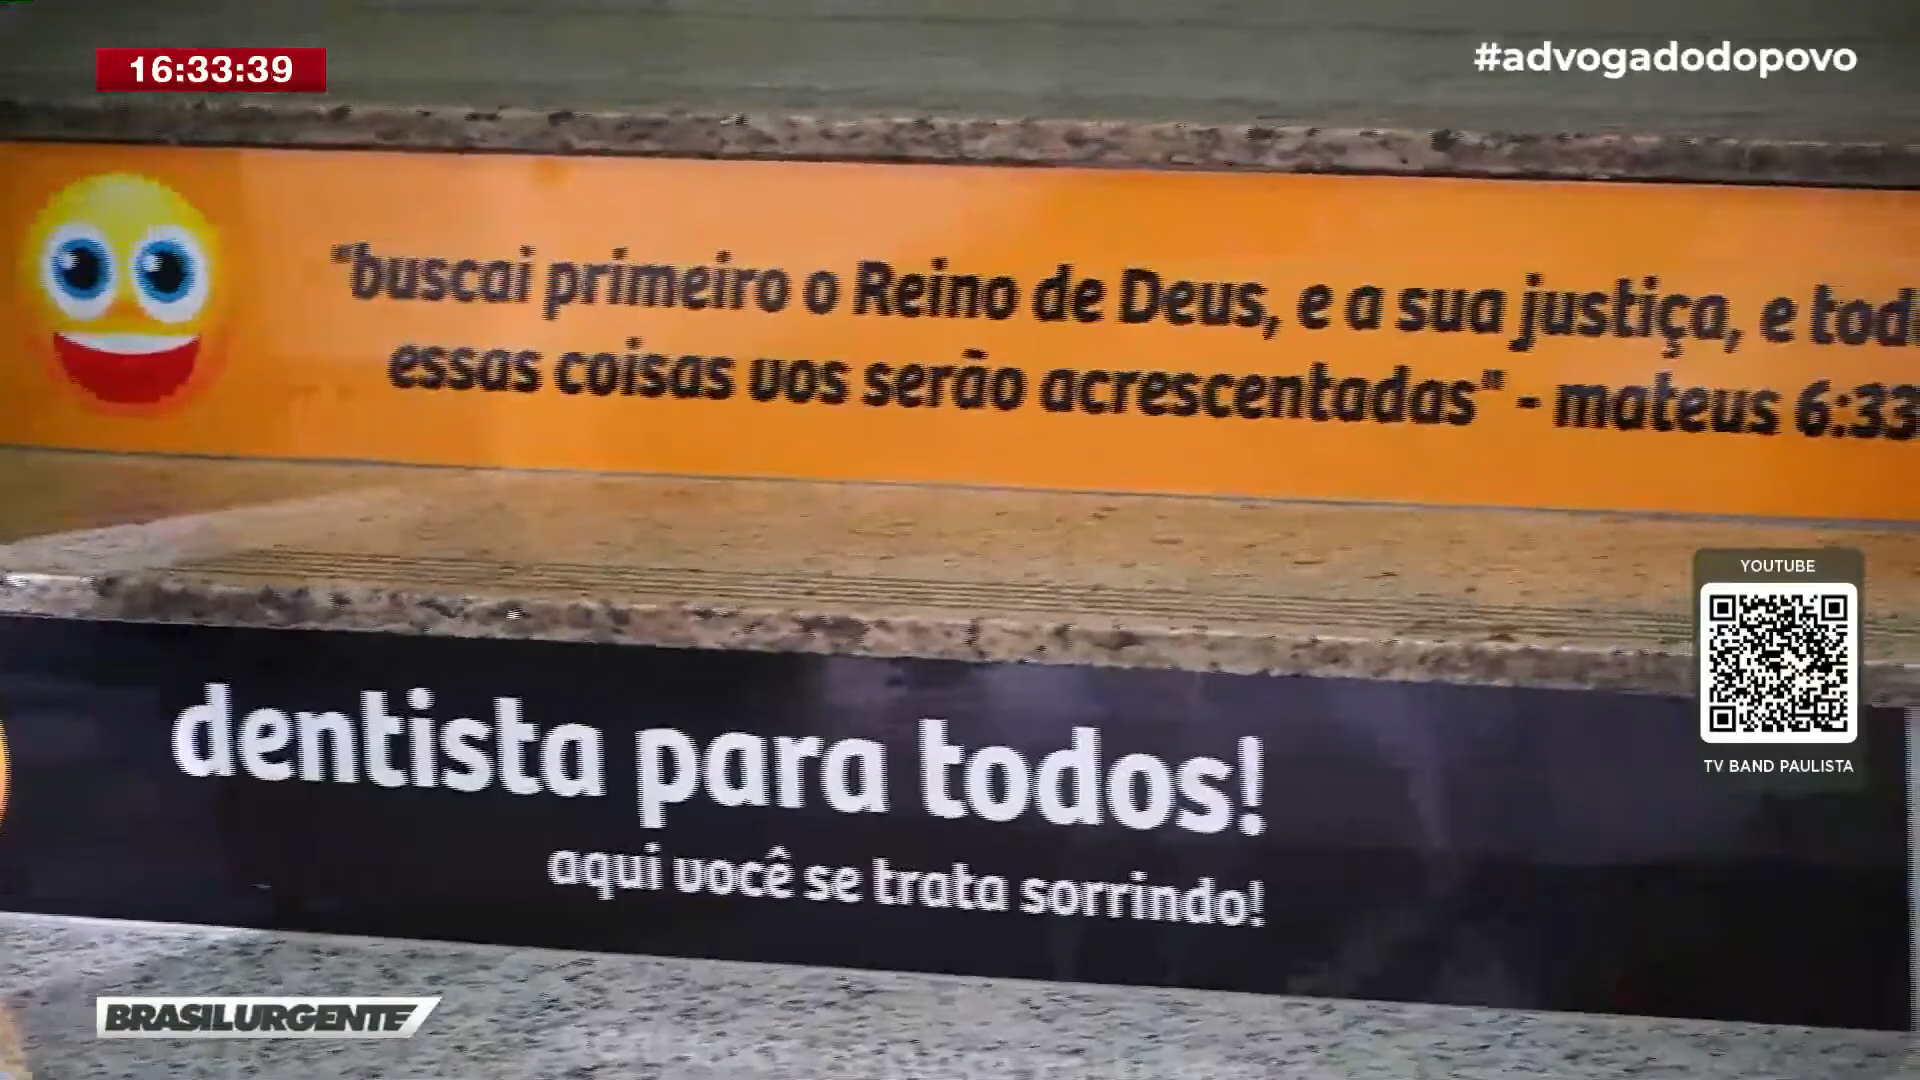 16:33:39
#advogadodopovo
"buscai primeiro o Reino de Deus, e a sua justiça, e tod
essas coisas vos serão acrescentadas" - mateus 6:33
YOUTUBE
TV BAND PAULISTA
dentista para todos!
aqui você se trata sorrindo!
BRASILURGENTE